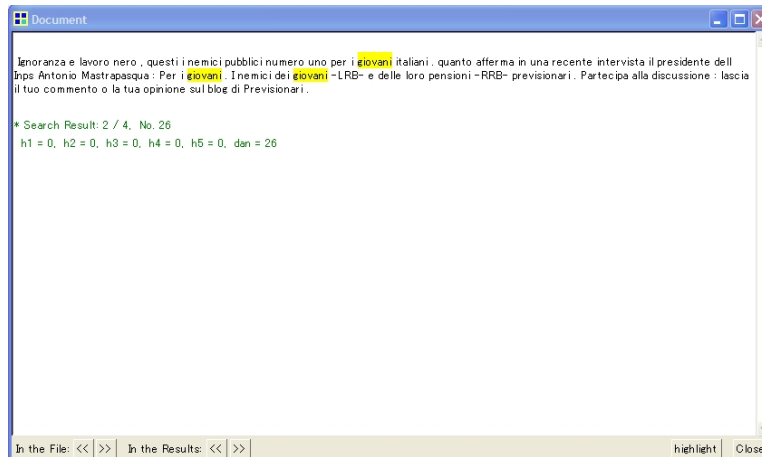 Document
Ignoranza e lavoro nero , questi i nemici pubblici numero uno per i giovani italiani . quanto afferma in una recente intervista il presidente dell
Inps Antonio Mastrapasqua : Per i giovani . I nemici dei giovani -LRB- e delle loro pensioni -RRB- previsionari . Partecipa alla discussione : lascia
il tuo commento o la tua opinione sul blog di Previsionari .
* Search Result: 2 / 4, No. 26
h1 = 0, h2 = 0, h3 = 0, h4 = 0, h5 = 0, dan = 26
In the File: << >> In the Results: << >> highlight Close